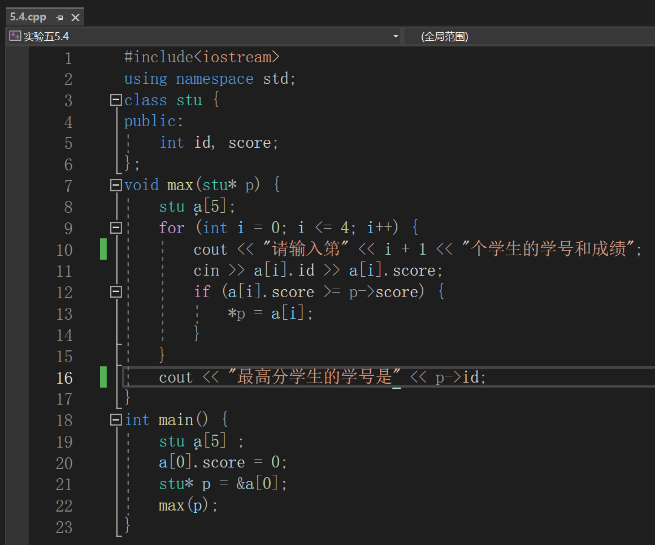 5.4.cpp
实验五5.4 (全局范围)
1 #include<iostream>
2 using namespace std;
3 class stu {
4 public:
5 int id, score;
6 };
7 void max(stu* p) {
8 stu a[5];
9 for (int i = 0; i <= 4; i++) {
10 cout << "请输入第" << i + 1 << "个学生的学号和成绩";
11 cin >> a[i].id >> a[i].score;
12 if (a[i].score >= p->score) {
13 *p = a[i];
14 }
15 }
16 cout << "最高分学生的学号是" << p->id;
17 }
18 int main() {
19 stu a[5] ;
20 a[0].score = 0;
21 stu* p = &a[0];
22 max(p);
23 }